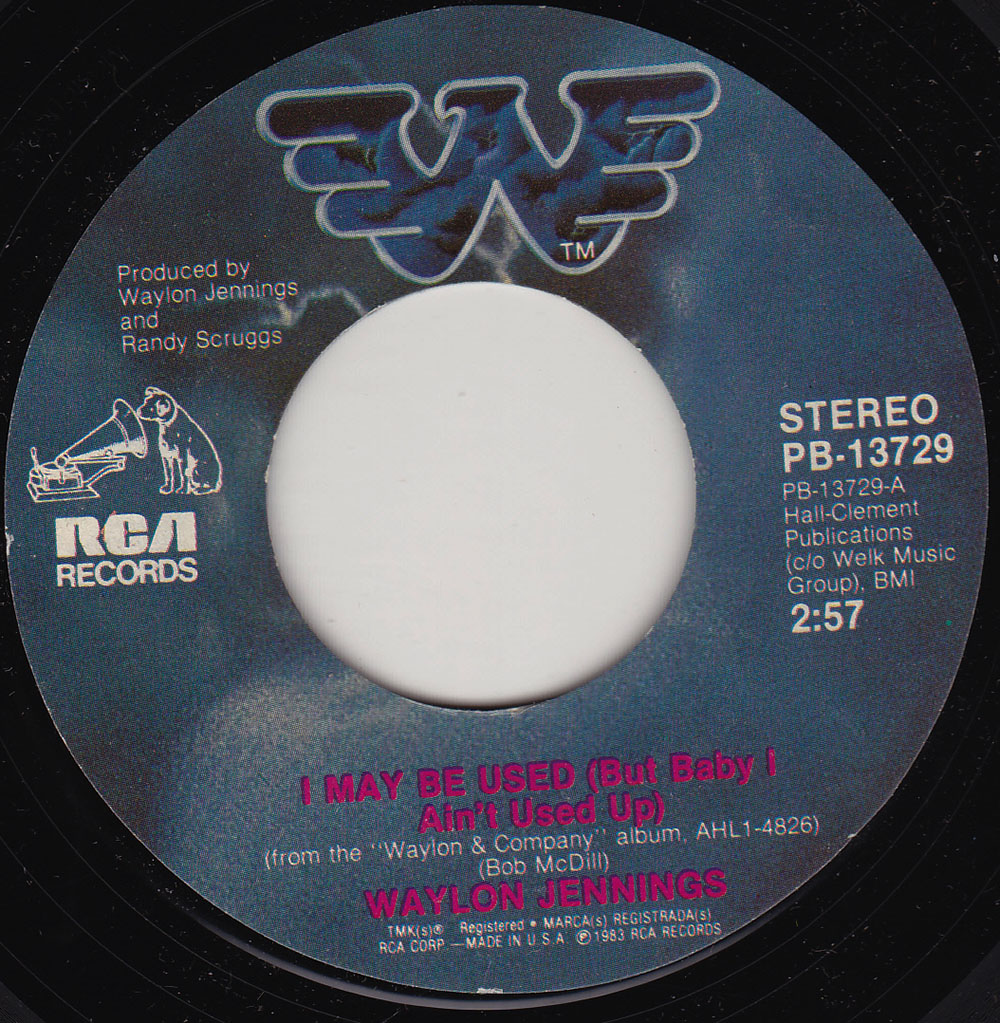 W
TM
Produced by
Waylon Jennings
and
Randy Scruggs
RCA
RECORDS
STEREO
PB-13729
PB-13729-A
Hall-Clement
Publications
(c/o Welk Music
Group), BMI
2:57
I MAY BE USED (But Baby I
Ain't Used Up)
(from the "Waylon & Company" album, AHL1-4826)
(Bob McDill)
WAYLON JENNINGS
TMK(s)® Registered • MARCA(s) REGISTRADA(s)
RCA CORP — MADE IN U.S.A ℗ 1983 RCA RECORDS